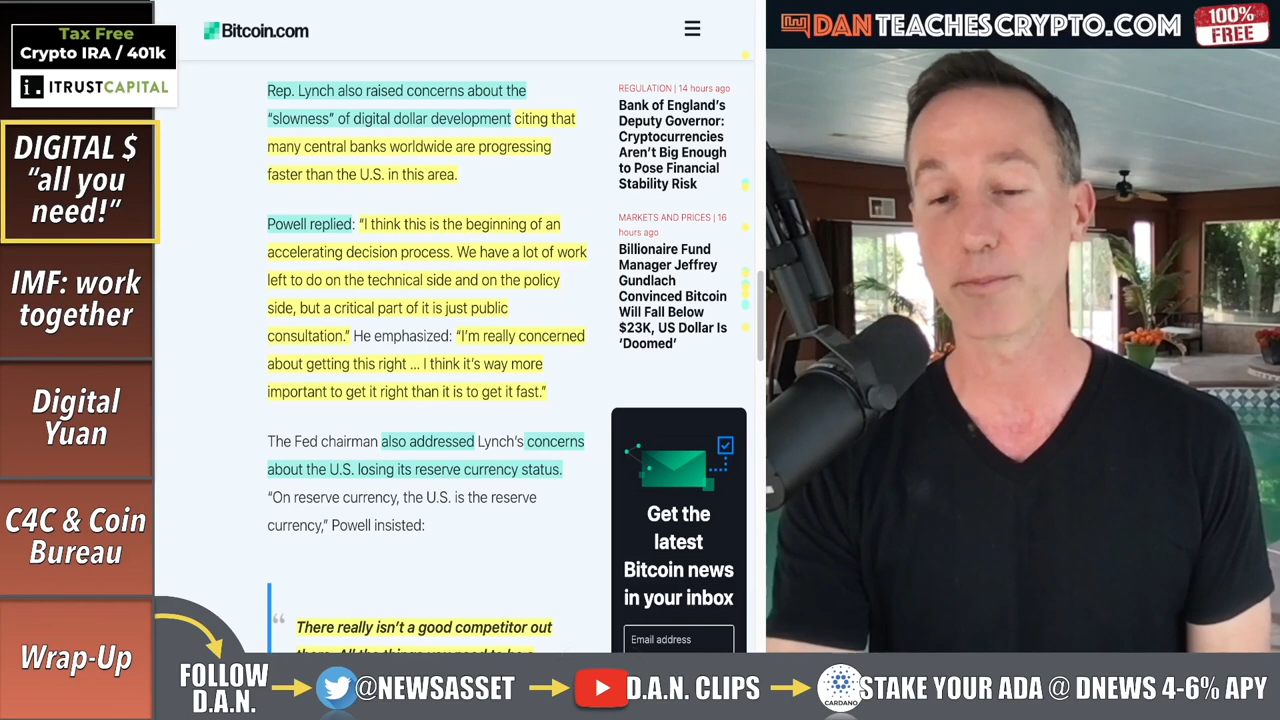 Tax Free
Crypto IRA / 401k
i. ITRUSTCAPITAL
DIGITAL $
“all you
need!”
IMF: work
together
Digital
Yuan
C4C & Coin
Bureau
Wrap-Up
Bitcoin.com
Rep. Lynch also raised concerns about the
“slowness” of digital dollar development citing that
many central banks worldwide are progressing
faster than the U.S. in this area.
Powell replied: “I think this is the beginning of an
accelerating decision process. We have a lot of work
left to do on the technical side and on the policy
side, but a critical part of it is just public
consultation.” He emphasized: “I’m really concerned
about getting this right ... I think it’s way more
important to get it right than it is to get it fast.”
The Fed chairman also addressed Lynch’s concerns
about the U.S. losing its reserve currency status.
“On reserve currency, the U.S. is the reserve
currency,” Powell insisted:
“ There really isn’t a good competitor out
REGULATION | 14 hours ago
Bank of England’s
Deputy Governor:
Cryptocurrencies
Aren’t Big Enough
to Pose Financial
Stability Risk
MARKETS AND PRICES | 16
hours ago
Billionaire Fund
Manager Jeffrey
Gundlach
Convinced Bitcoin
Will Fall Below
$23K, US Dollar Is
‘Doomed’
Get the
latest
Bitcoin news
in your inbox
Email address
DANTEACHESCRYPTO.COM
100%
FREE
FOLLOW
D.A.N.
@NEWSASSET
D.A.N. CLIPS
CARDANO
STAKE YOUR ADA @ DNEWS 4-6% APY